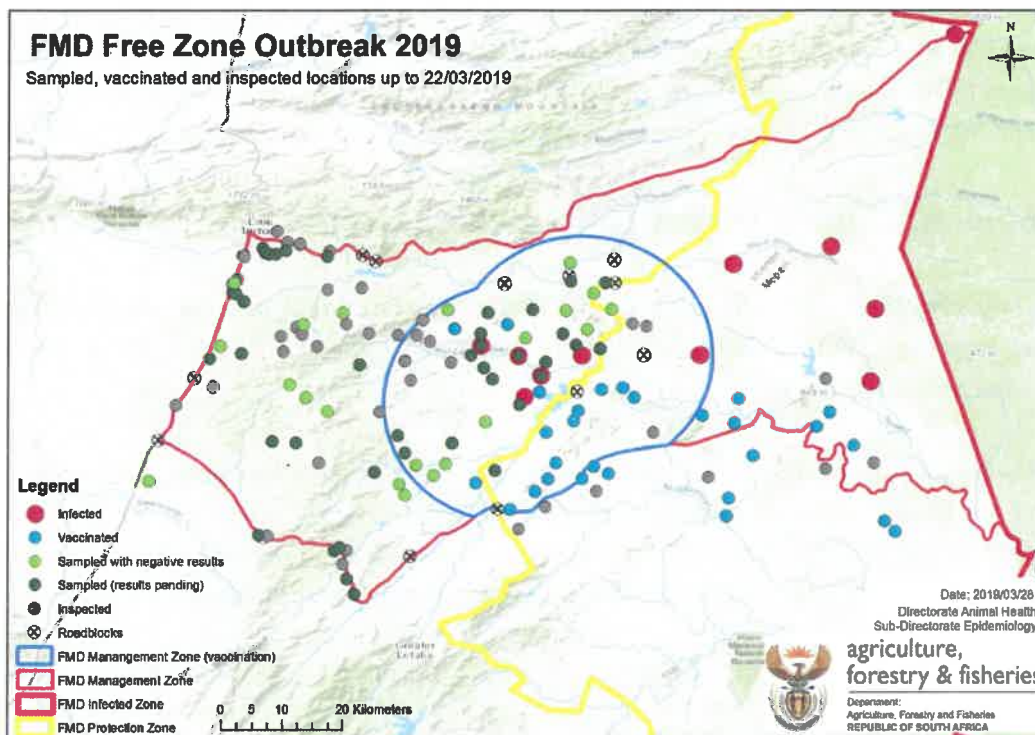 FMD Free Zone Outbreak 2019
Sampled, vaccinated and inspected locations up to 22/03/2019
N
Legend
Infected
Vaccinated
Sampled with negative results
Sampled (results pending)
Inspected
Roadblocks
FMD Manangement Zone (vaccination)
FMD Management Zone
FMD Infected Zone
FMD Protection Zone
0 5 10 20 Kilometers
Greater
Date: 2019/03/28
Directorate Animal Health
Sub-Directorate Epidemiology
agriculture,
forestry & fisheries
Department:
Agriculture, Forestry and Fisheries
REPUBLIC OF SOUTH AFRICA